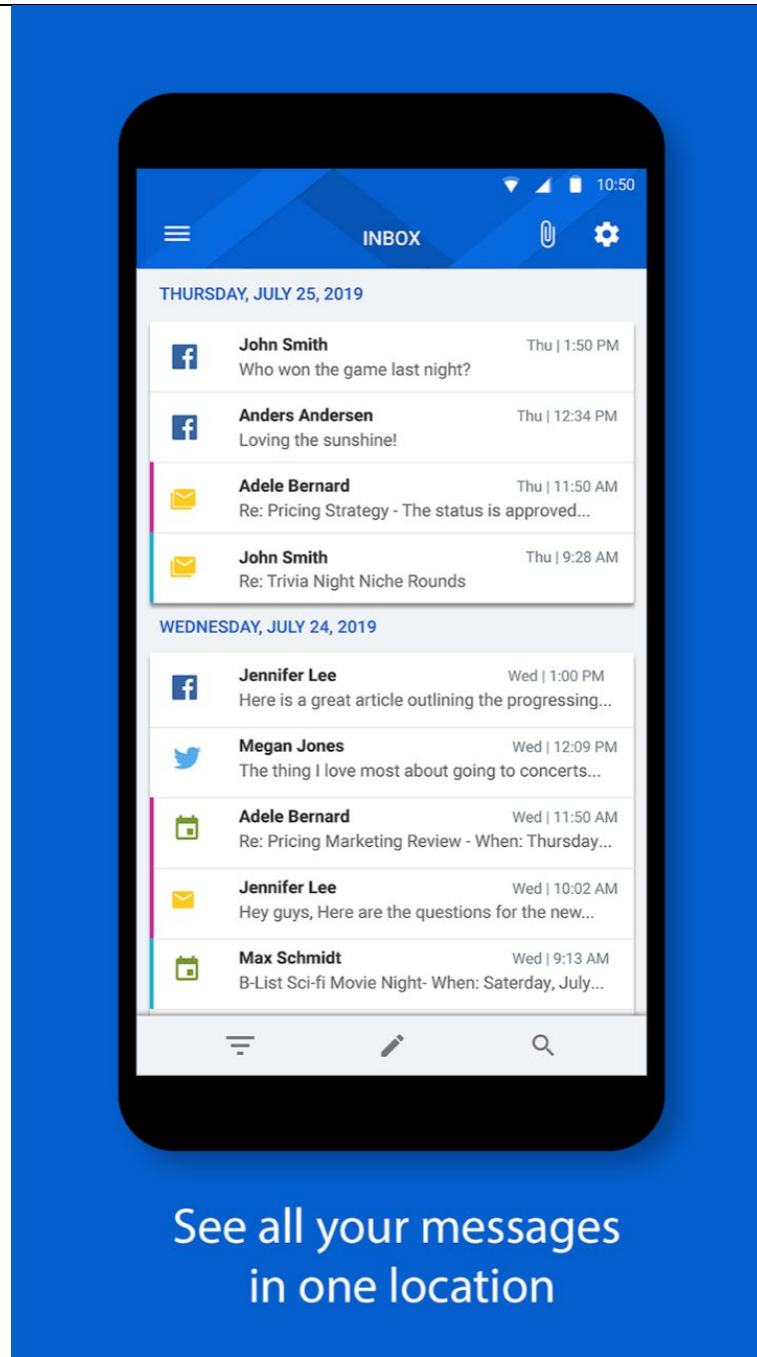 10:50
INBOX
THURSDAY, JULY 25, 2019
John Smith Thu | 1:50 PM
Who won the game last night?
Anders Andersen Thu | 12:34 PM
Loving the sunshine!
Adele Bernard Thu | 11:50 AM
Re: Pricing Strategy - The status is approved...
John Smith Thu | 9:28 AM
Re: Trivia Night Niche Rounds
WEDNESDAY, JULY 24, 2019
Jennifer Lee Wed | 1:00 PM
Here is a great article outlining the progressing...
Megan Jones Wed | 12:09 PM
The thing I love most about going to concerts...
Adele Bernard Wed | 11:50 AM
Re: Pricing Marketing Review - When: Thursday...
Jennifer Lee Wed | 10:02 AM
Hey guys, Here are the questions for the new...
Max Schmidt Wed | 9:13 AM
B-List Sci-fi Movie Night- When: Saterday, July...
See all your messages
in one location